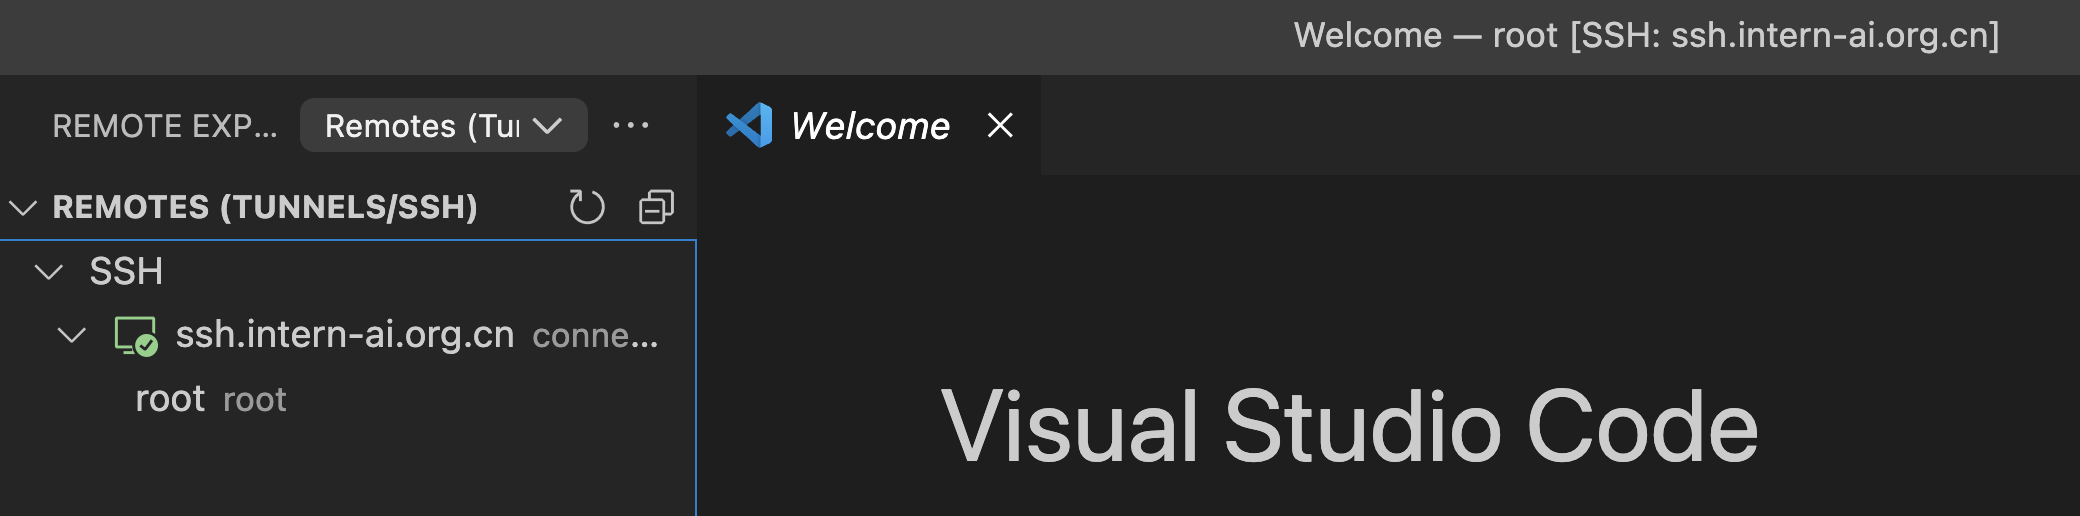 Welcome — root [SSH: ssh.intern-ai.org.cn]
REMOTE EXP... Remotes (Tu ...
Welcome
REMOTES (TUNNELS/SSH)
SSH
ssh.intern-ai.org.cn conne...
root root
Visual Studio Code